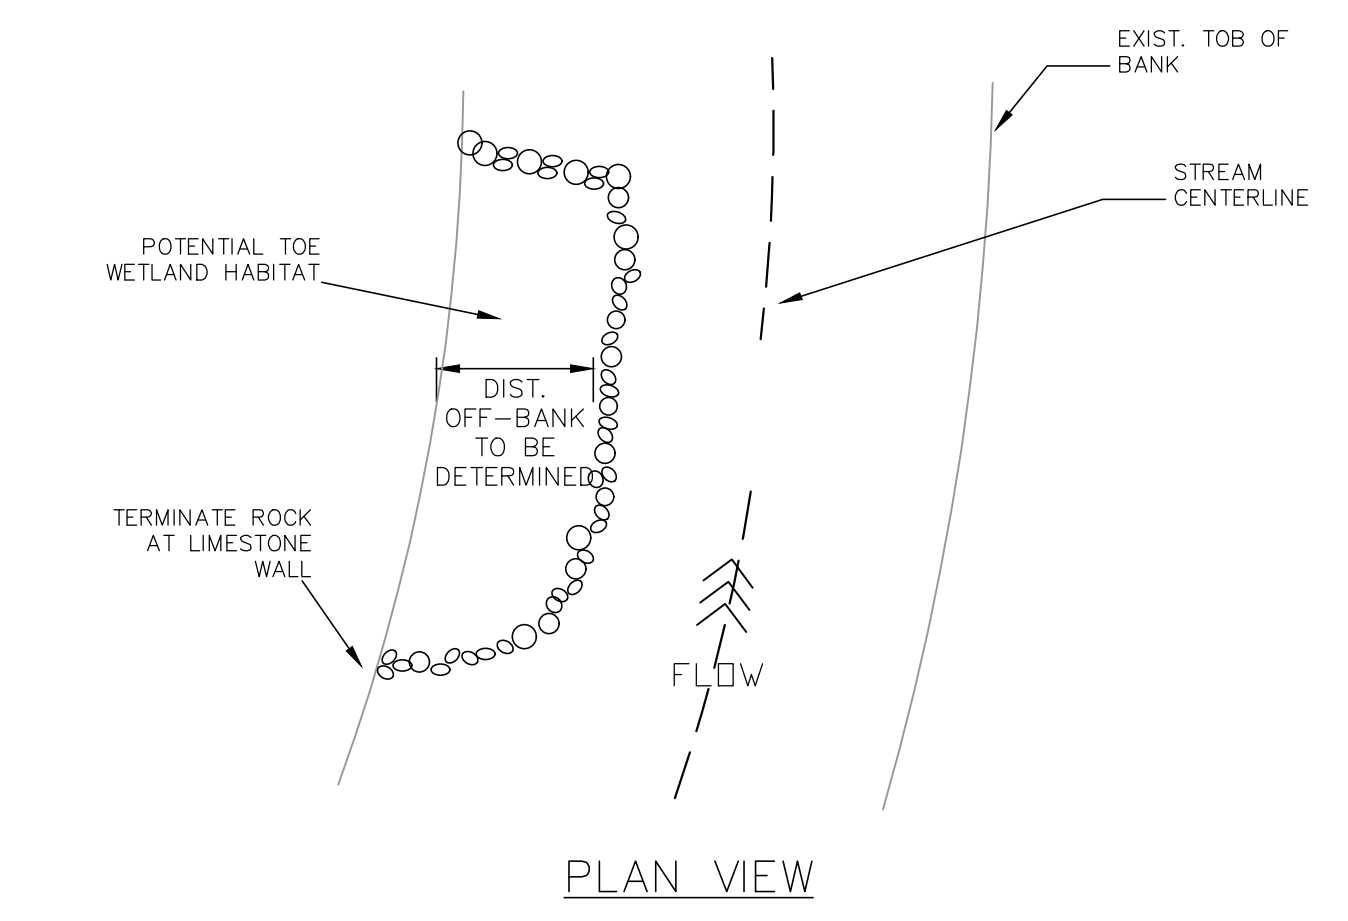 EXIST. TOB OF
BANK
STREAM
CENTERLINE
POTENTIAL TOE
WETLAND HABITAT
DIST.
OFF-BANK
TO BE
DETERMINED
TERMINATE ROCK
AT LIMESTONE
WALL
FLOW
PLAN VIEW